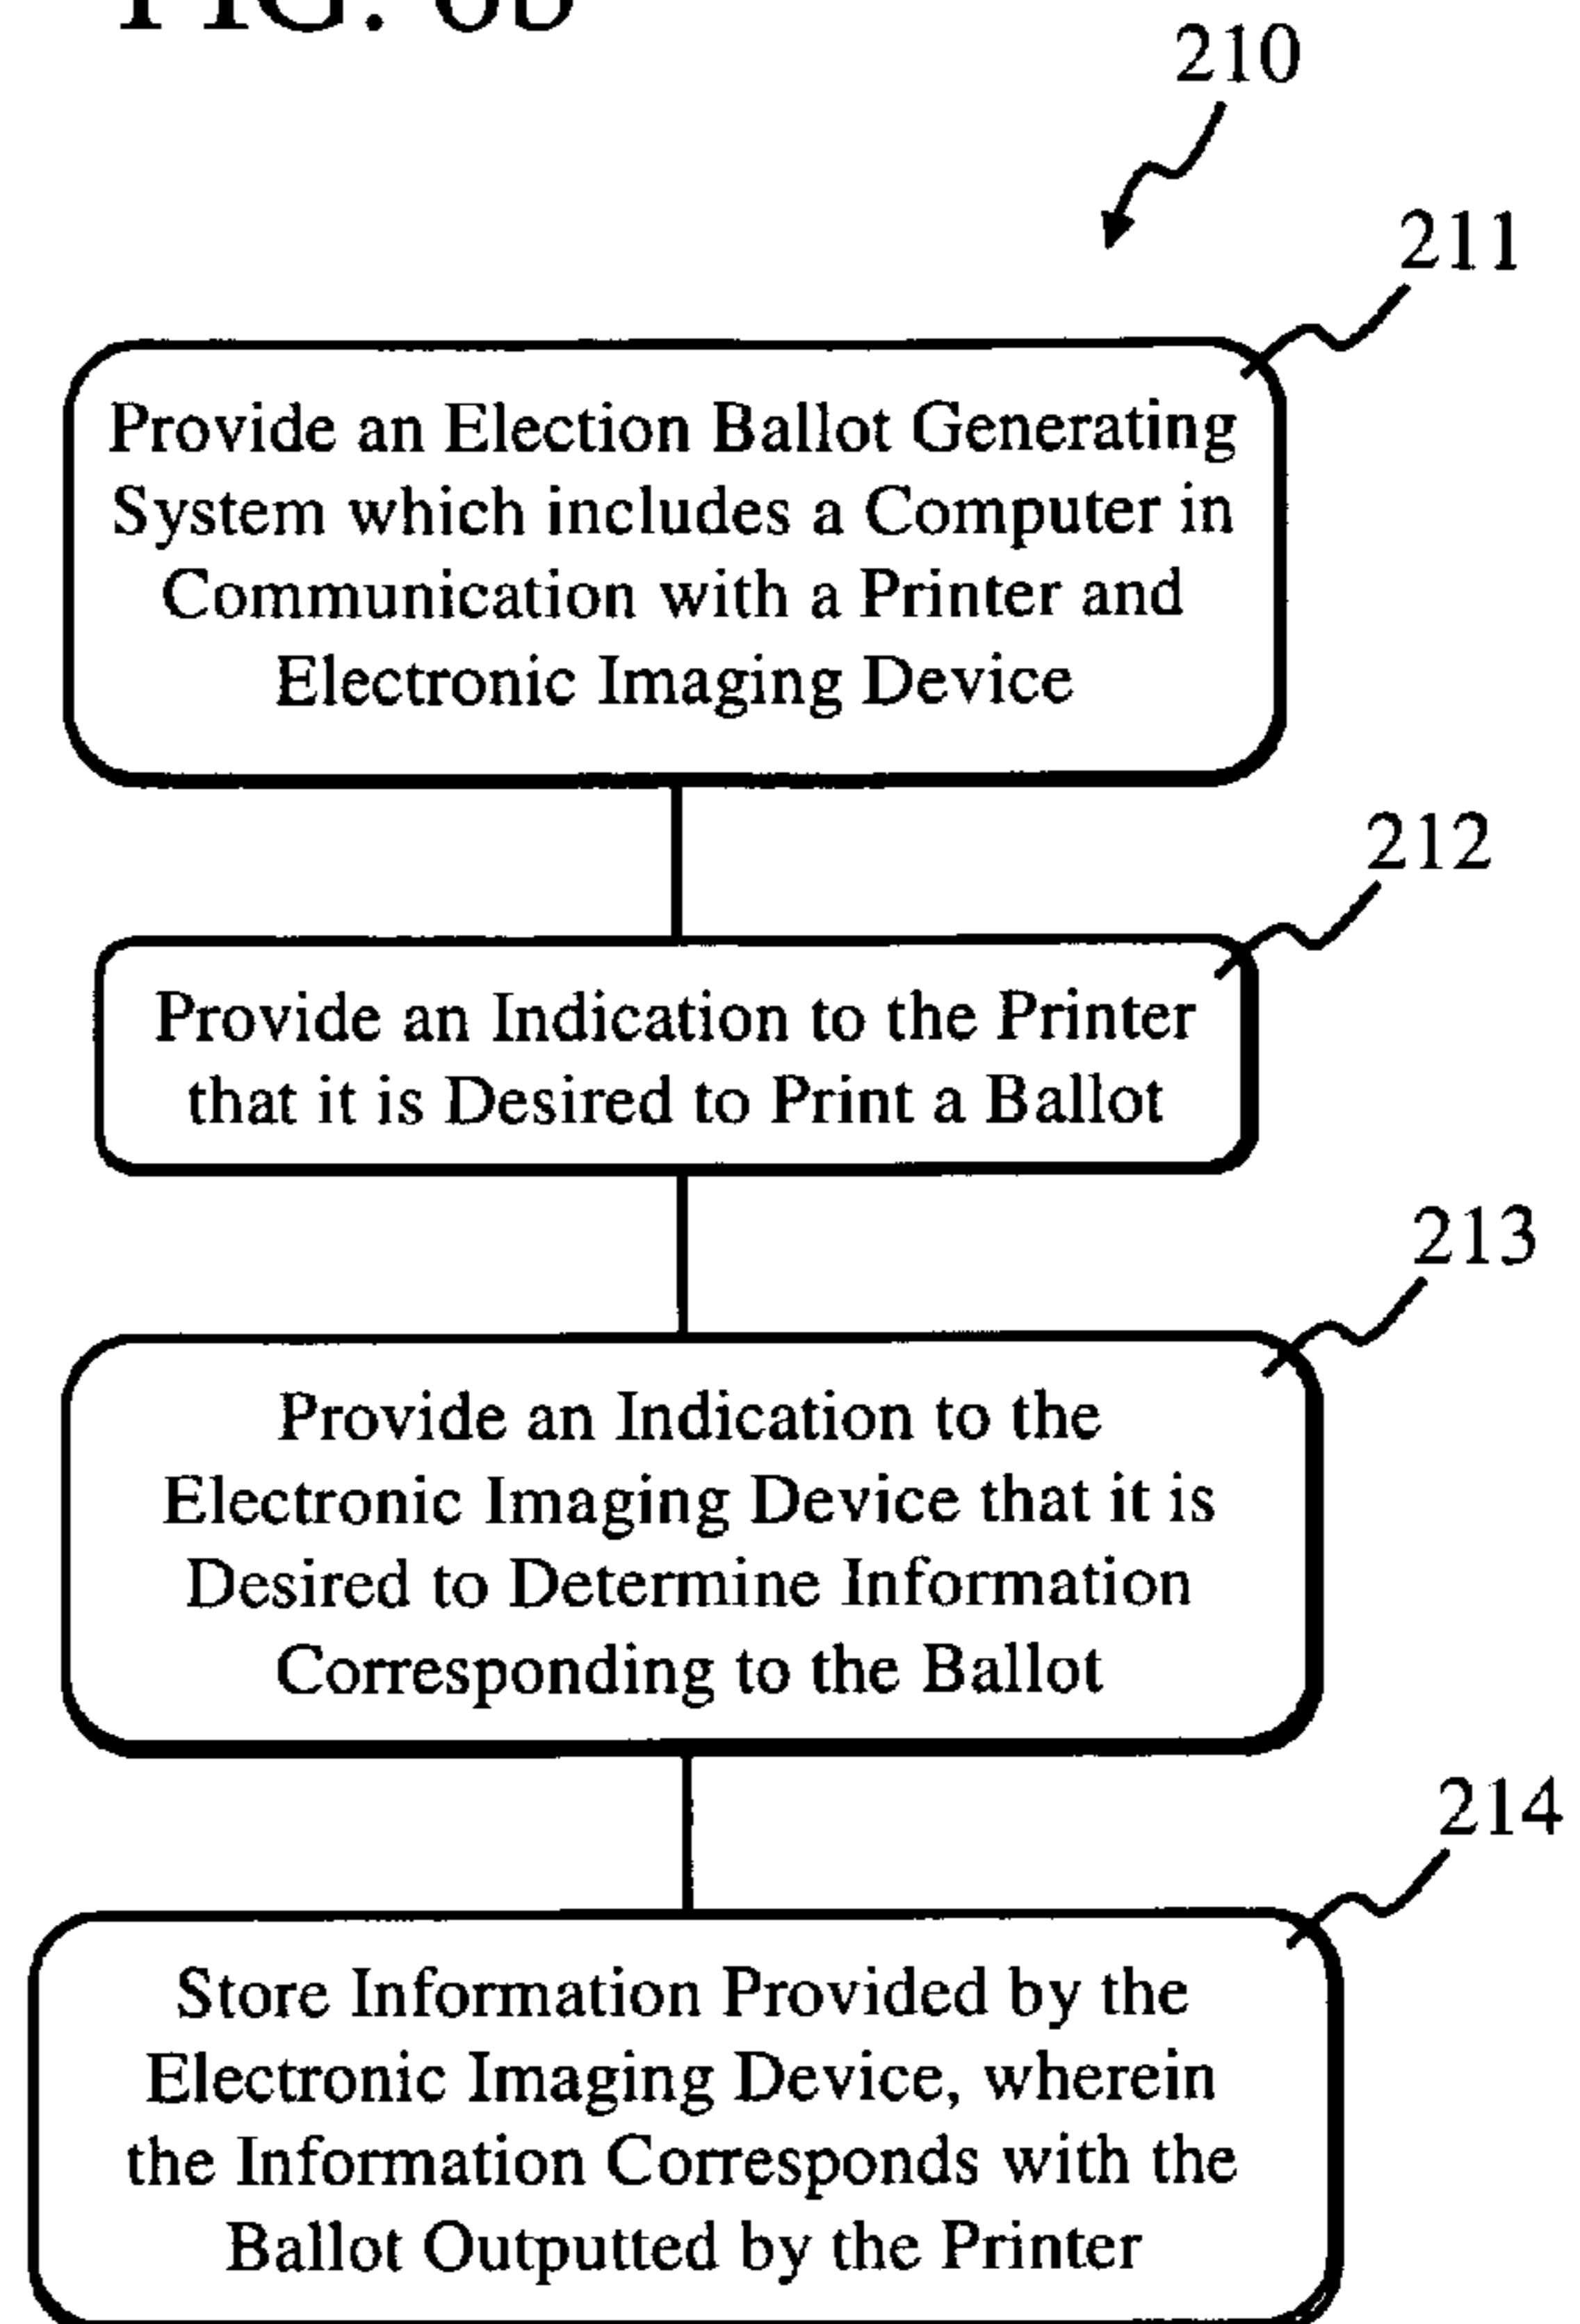 FIG. 6b
210
211
Provide an Election Ballot Generating
System which includes a Computer in
Communication with a Printer and
Electronic Imaging Device
212
Provide an Indication to the Printer
that it is Desired to Print a Ballot
213
Provide an Indication to the
Electronic Imaging Device that it is
Desired to Determine Information
Corresponding to the Ballot
214
Store Information Provided by the
Electronic Imaging Device, wherein
the Information Corresponds with the
Ballot Outputted by the Printer